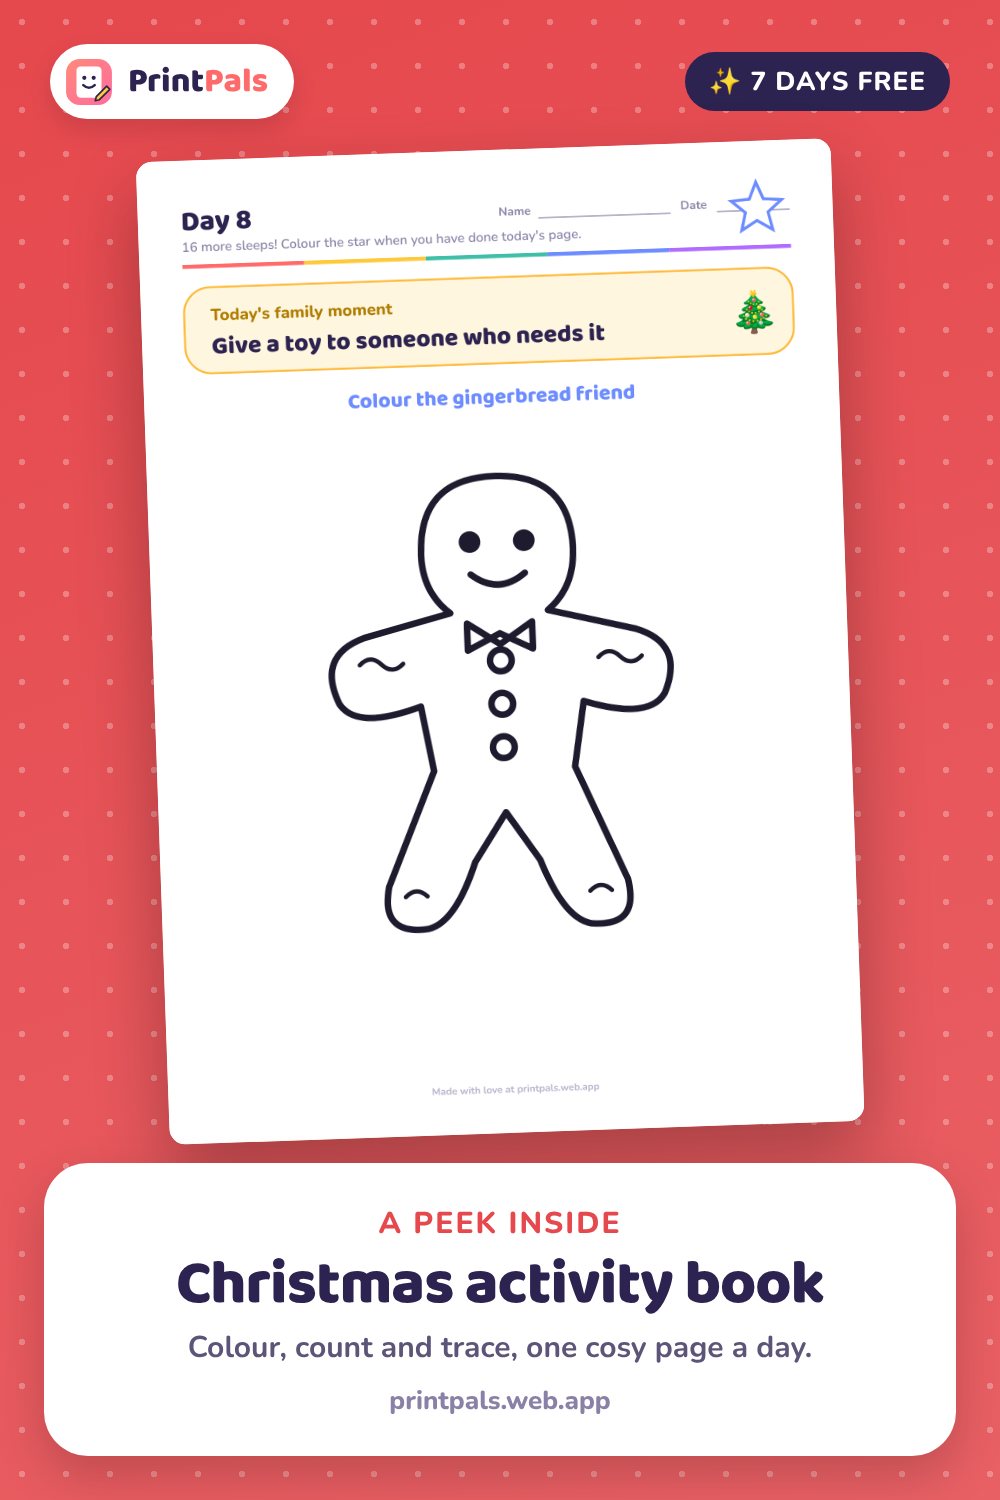 PrintPals
✨ 7 DAYS FREE
Day 8
Name
Date
16 more sleeps! Colour the star when you have done today's page.
Today's family moment
Give a toy to someone who needs it
Colour the gingerbread friend
Made with love at printpals.web.app
A PEEK INSIDE
Christmas activity book
Colour, count and trace, one cosy page a day.
printpals.web.app